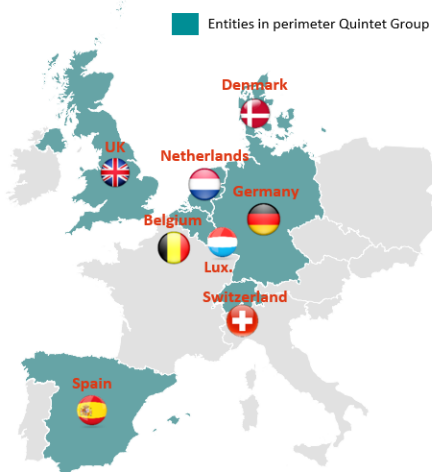 Entities in perimeter Quintet Group
Denmark
UK
Netherlands
Germany
Belgium
Lux.
Switzerland
Spain